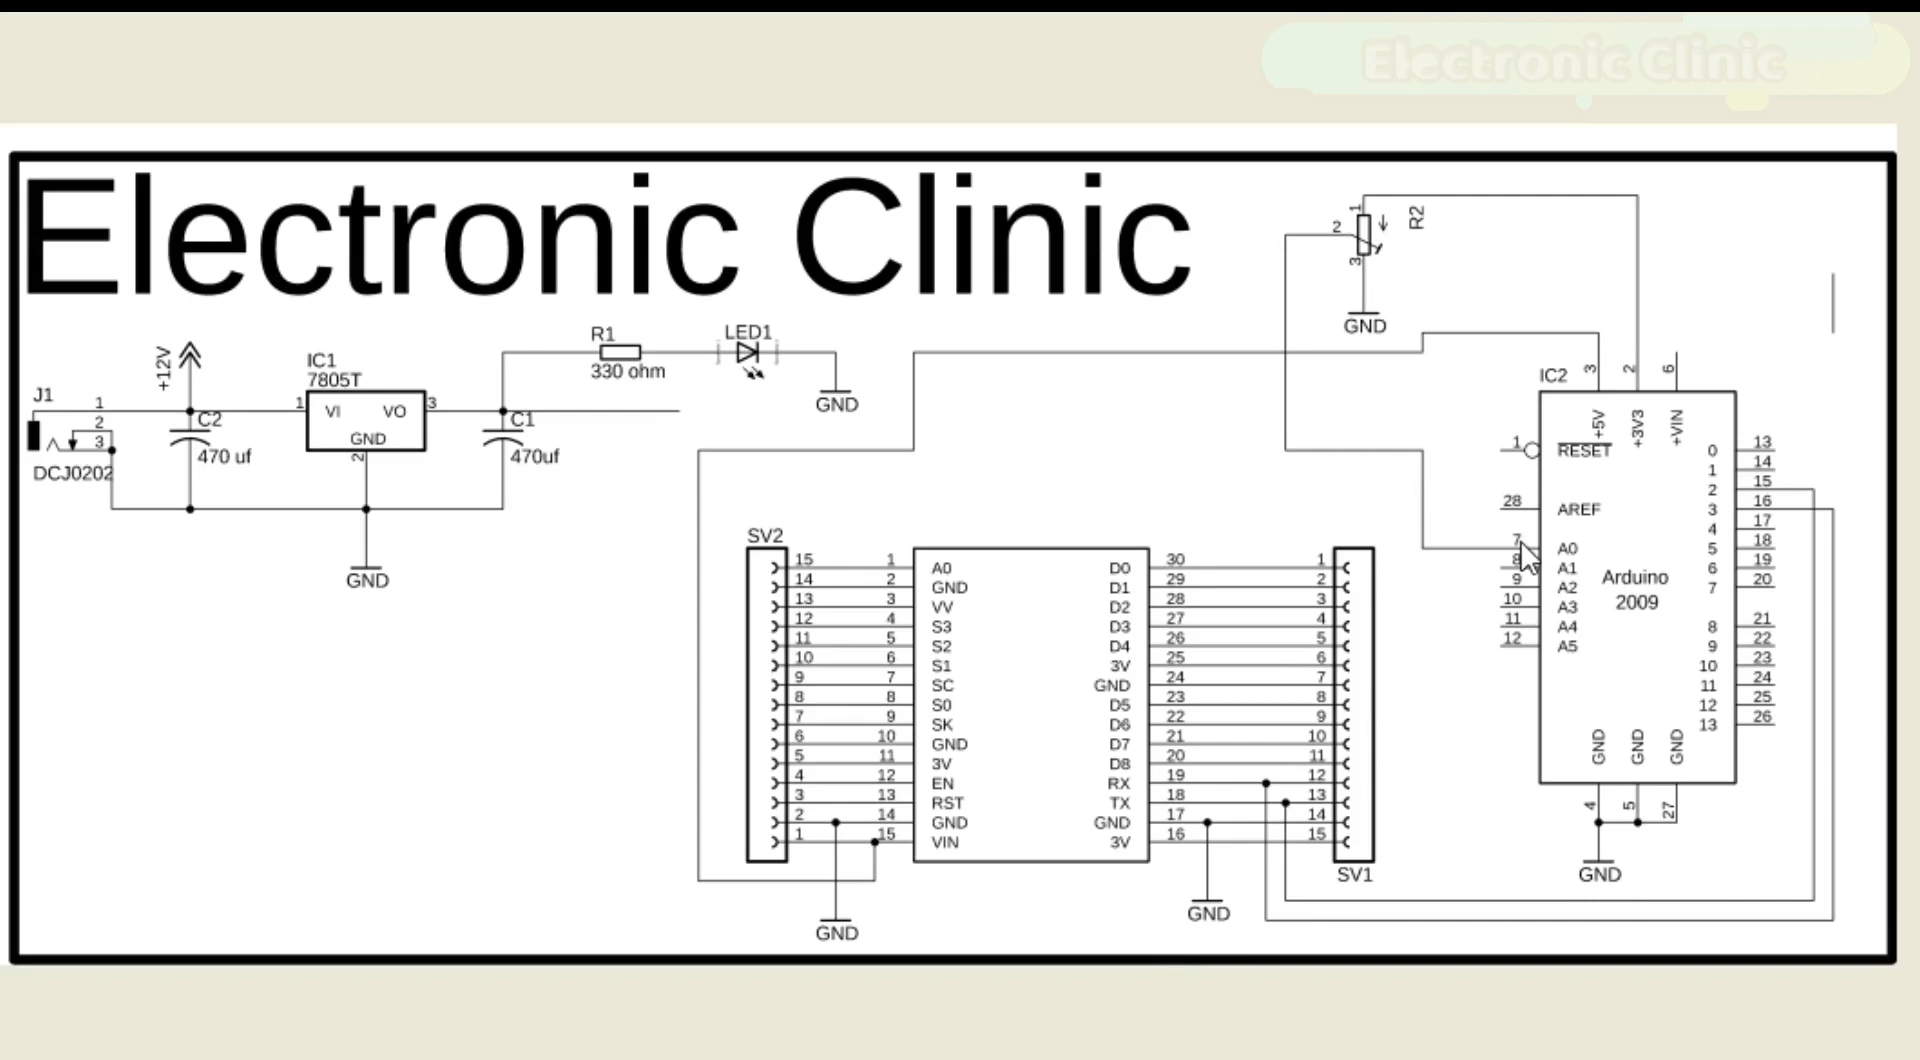 Electronic Clinic
Electronic Clinic
+12V
J1
1
2
3
DCJ0202
C2
470 uf
IC1
7805T
1
VI
VO
3
GND
2
GND
C1
470uf
R1
330 ohm
LED1
GND
R2
1
2
3
GND
SV2
15 1 A0
14 2 GND
13 3 VV
12 4 S3
11 5 S2
10 6 S1
9 7 SC
8 8 S0
7 9 SK
6 10 GND
5 11 3V
4 12 EN
3 13 RST
2 14 GND
1 15 VIN
GND
D0 30 1
D1 29 2
D2 28 3
D3 27 4
D4 26 5
3V 25 6
GND 24 7
D5 23 8
D6 22 9
D7 21 10
D8 20 11
RX 19 12
TX 18 13
GND 17 14
3V 16 15
SV1
GND
IC2
3
2
6
+5V
+3V3
+VIN
1 RESET
28 AREF
7 A0
8 A1
9 A2
10 A3
11 A4
12 A5
Arduino
2009
0 13
1 14
2 15
3 16
4 17
5 18
6 19
7 20
8 21
9 22
10 23
11 24
12 25
13 26
GND
GND
GND
4
5
27
GND